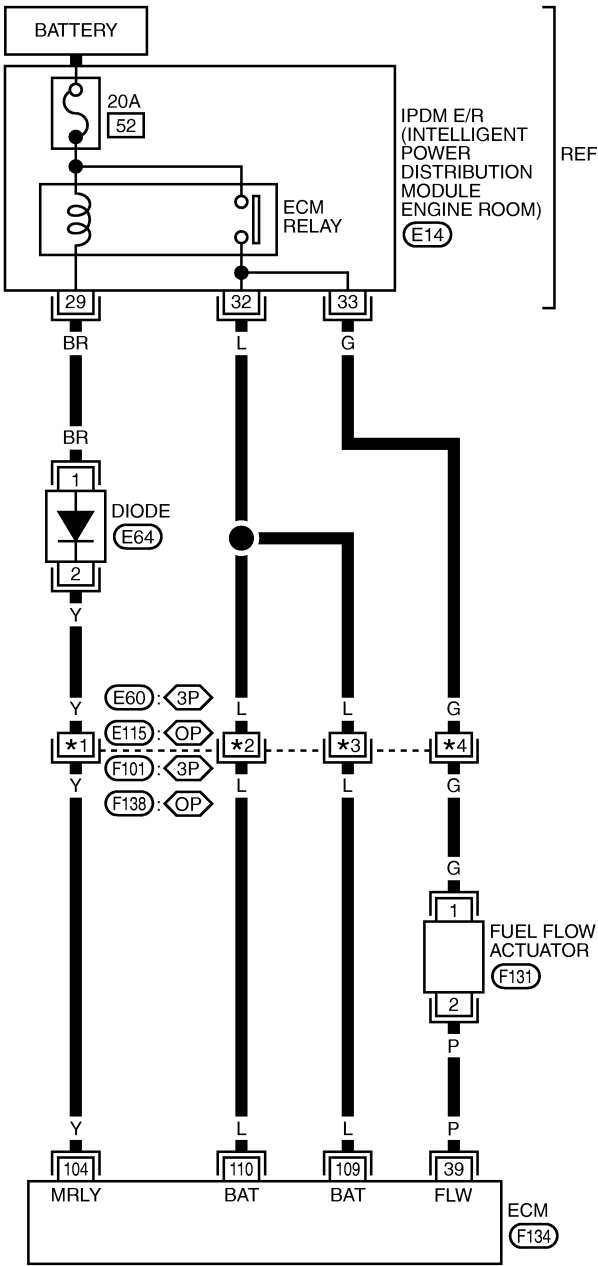 BATTERY
20A
52
IPDM E/R
(INTELLIGENT
POWER
DISTRIBUTION
MODULE
ENGINE ROOM)
E14
REF
ECM
RELAY
29 32 33
BR L G
BR
1
DIODE
E64
2
Y
E60 : 3P
Y L L G
E115 : OP
*1 *2 *3 *4
F101 : 3P
Y L L G
F138 : OP
G
1
FUEL FLOW
ACTUATOR
F131
2
P
Y L L P
104 110 109 39
MRLY BAT BAT FLW
ECM
F134